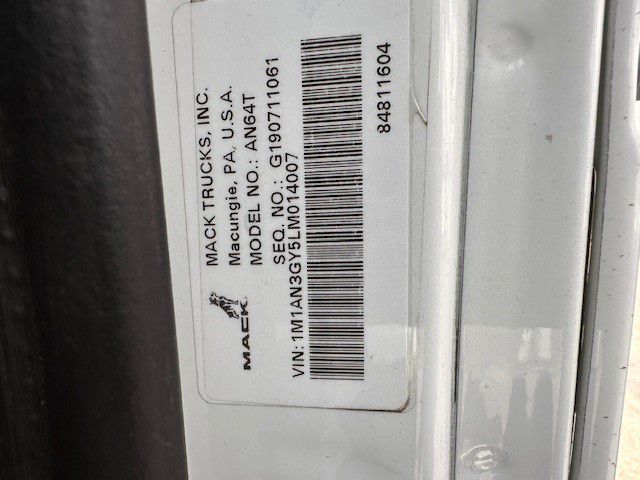 MACK TRUCKS, INC.
Macungie, PA, U.S.A.
MODEL NO.: AN64T
SEQ. NO.: G190711061
MACK
VIN: 1M1AN3GY5LM014007
84811604